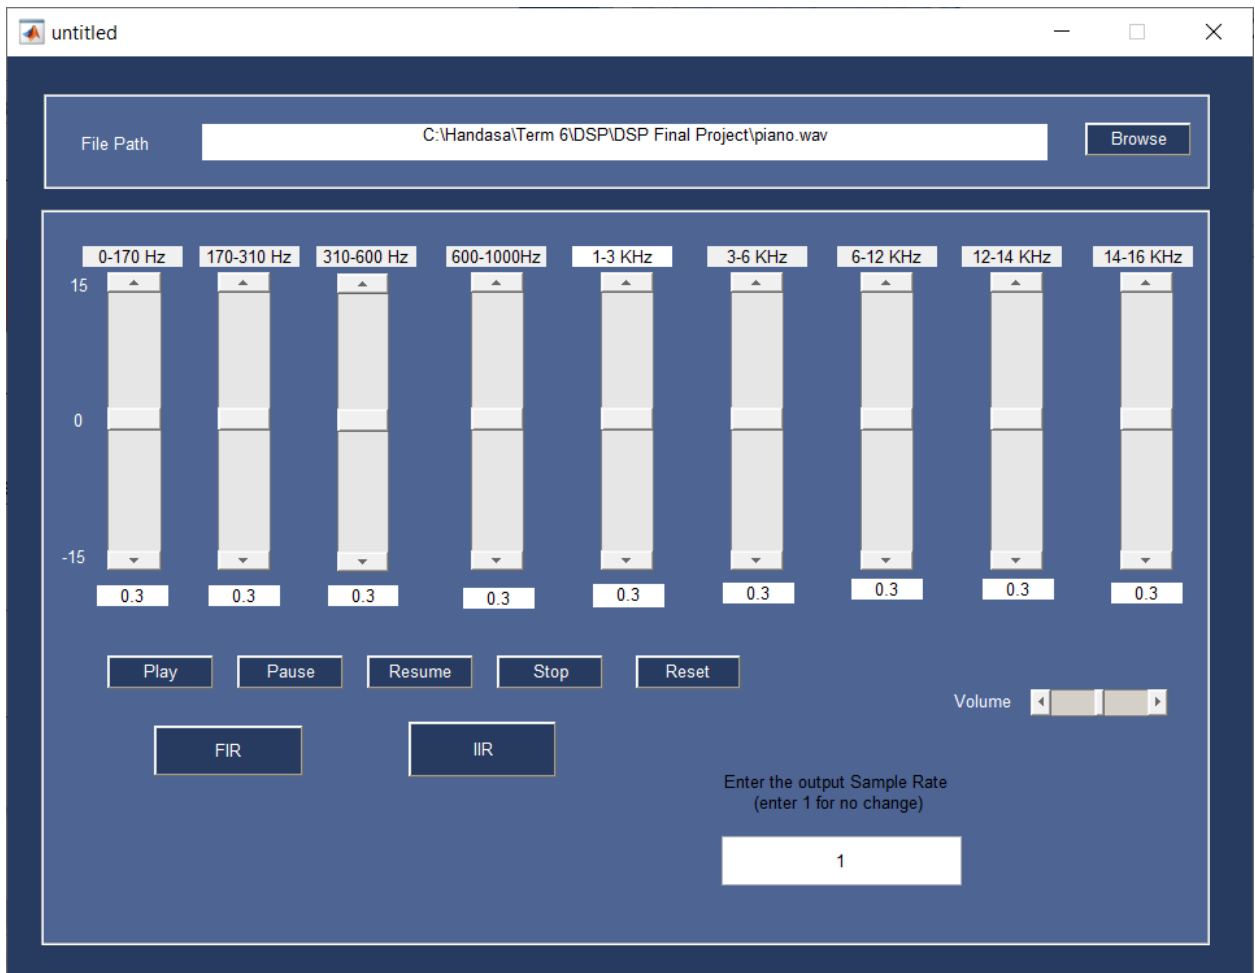 untitled
File Path
C:\Handasa\Term 6\DSP\DSP Final Project\piano.wav
Browse
0-170 Hz 170-310 Hz 310-600 Hz 600-1000Hz 1-3 KHz 3-6 KHz 6-12 KHz 12-14 KHz 14-16 KHz
15
0
-15
0.3 0.3 0.3 0.3 0.3 0.3 0.3 0.3 0.3
Play Pause Resume Stop Reset
Volume
FIR IIR
Enter the output Sample Rate
(enter 1 for no change)
1